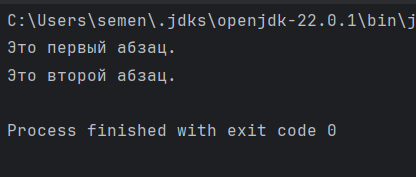 C:\Users\semen\.jdks\openjdk-22.0.1\bin\j
Это первый абзац.
Это второй абзац.
Process finished with exit code 0